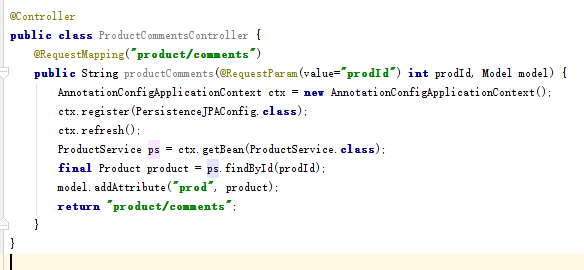 @Controller
public class ProductCommentsController {
@RequestMapping("product/comments")
public String productComments(@RequestParam(value="prodId") int prodId, Model model) {
AnnotationConfigApplicationContext ctx = new AnnotationConfigApplicationContext();
ctx.register(PersistenceJPAConfig.class);
ctx.refresh();
ProductService ps = ctx.getBean(ProductService.class);
final Product product = ps.findById(prodId);
model.addAttribute("prod", product);
return "product/comments";
}
}